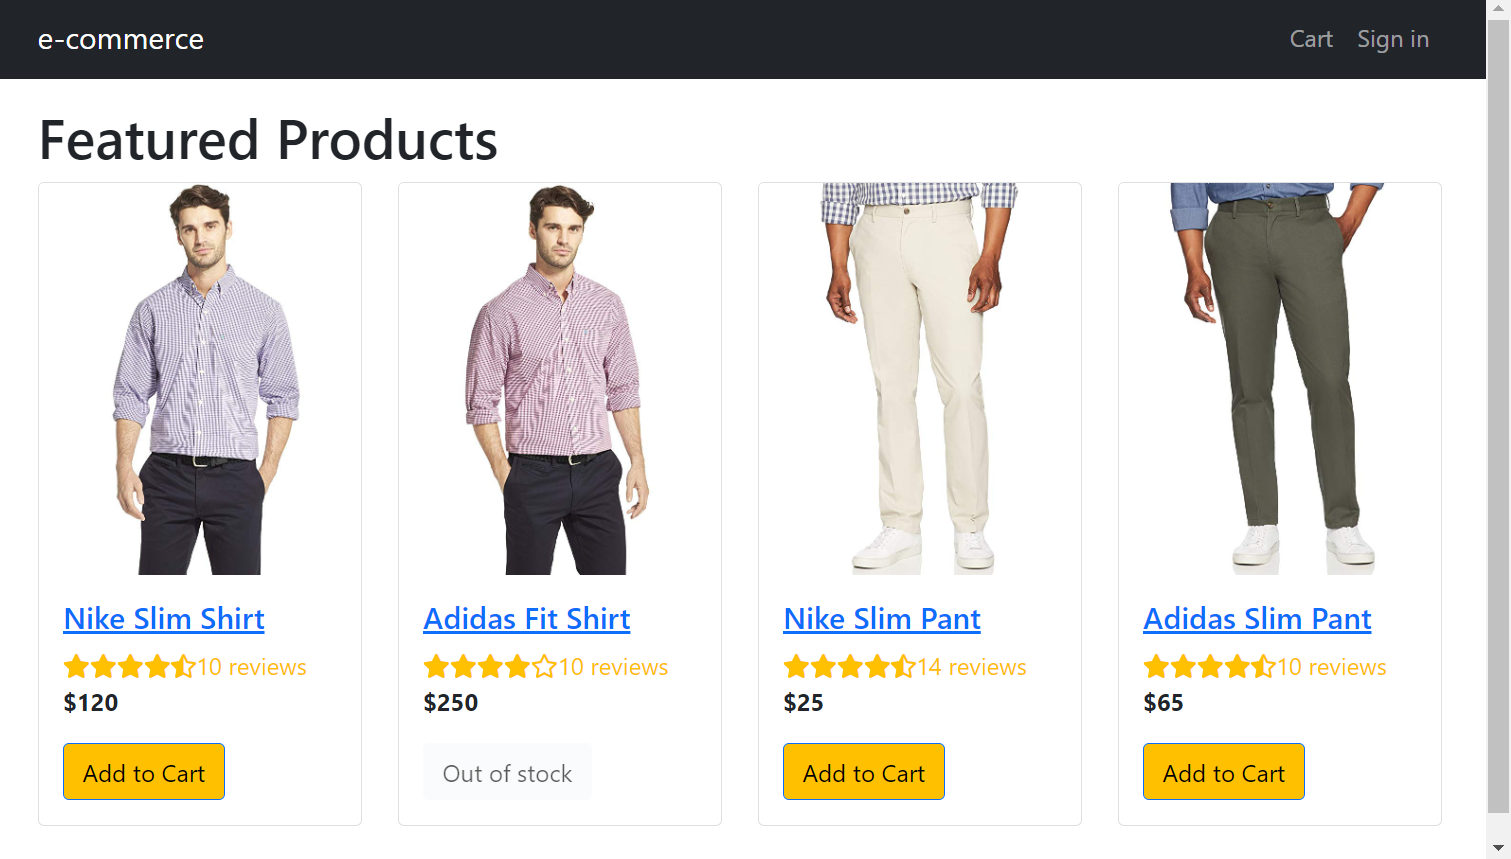 e-commerce
Cart
Sign in
Featured Products
Nike Slim Shirt
10 reviews
$120
Add to Cart
Adidas Fit Shirt
10 reviews
$250
Out of stock
Nike Slim Pant
14 reviews
$25
Add to Cart
Adidas Slim Pant
10 reviews
$65
Add to Cart